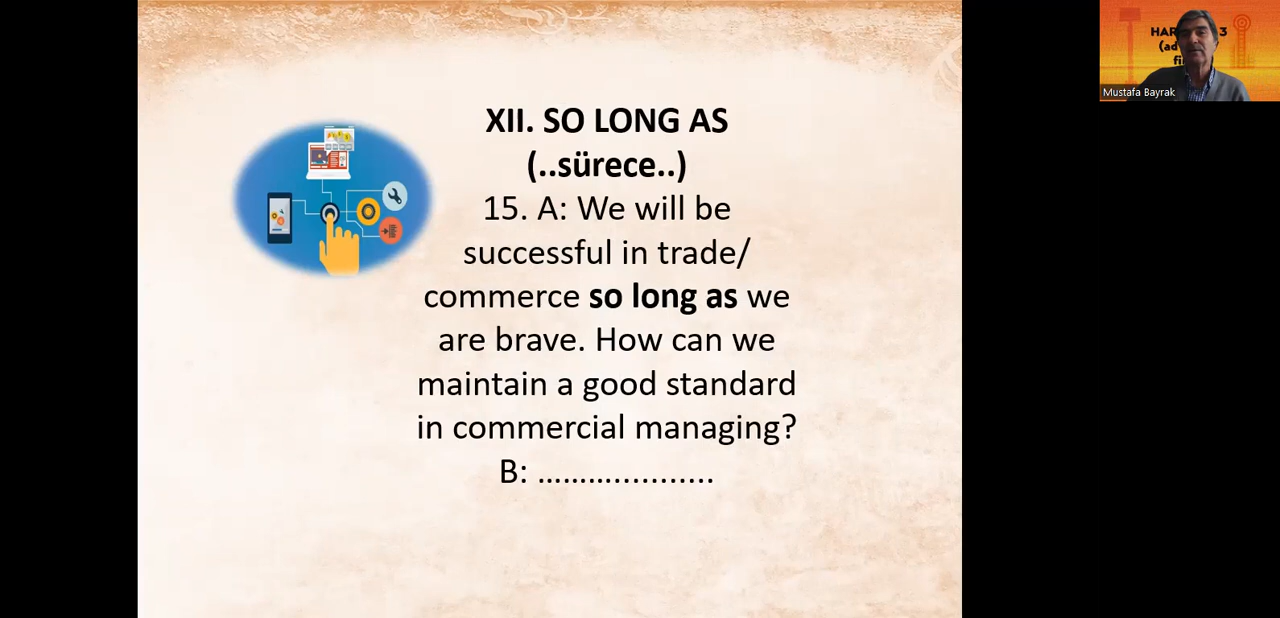 XII. SO LONG AS
(..sürece..)
15. A: We will be
successful in trade/
commerce so long as we
are brave. How can we
maintain a good standard
in commercial managing?
B: ....................
Mustafa Bayrak